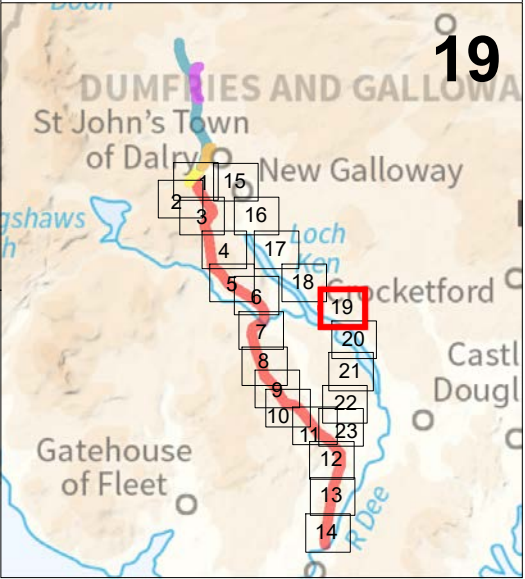 Doon
19
DUMFRIES AND GALLOWA
St John's Town
of Dalry
New Galloway
1
15
2
3
16
gshaws
h
Loch
Ken
4
17
5
6
18
Crocketford
19
7
20
8
21
Castl
Dougl
9
22
10
11
23
Gatehouse
of Fleet
12
13
R Dee
14